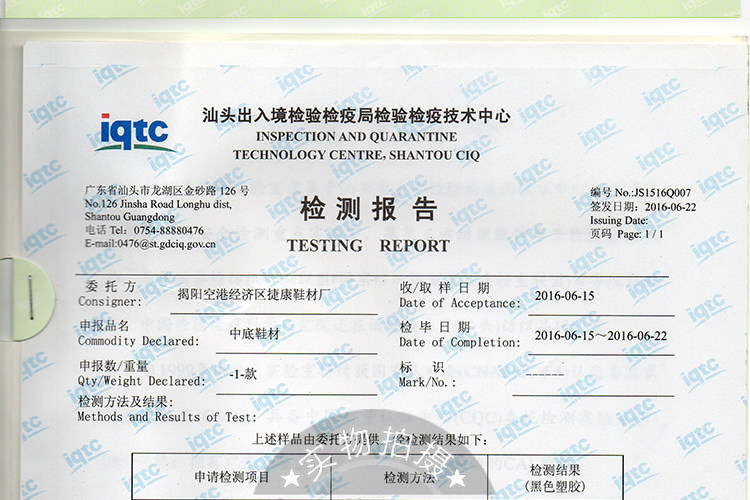 iqtc
汕头出入境检验检疫局检验检疫技术中心
INSPECTION AND QUARANTINE
TECHNOLOGY CENTRE, SHANTOU CIQ
广东省汕头市龙湖区金砂路 126 号
No.126 Jinsha Road Longhu dist,
Shantou Guangdong
电话 Tel: 0754-88880476
E-mail:0476@st.gdciq.gov.cn
检测报告
TESTING REPORT
编号 No.:JS1516Q007
签发日期: 2016-06-22
Issuing Date:
页码 Page: 1 / 1
委 托 方 揭阳空港经济区捷康鞋材厂 收/取 样 日 期
Consigner: Date of Acceptance: 2016-06-15
申报品名 中底鞋材 检 毕 日 期
Commodity Declared: Date of Completion: 2016-06-15～2016-06-22
申报数/重量 -1-款 标 识
Qty/Weight Declared: Mark/No.: ------
检测方法及结果:
Methods and Results of Test:
上述样品由委托方提供，经检测结果如下:
★实物拍摄★
申请检测项目 检测方法 检测结果
(黑色塑胶)